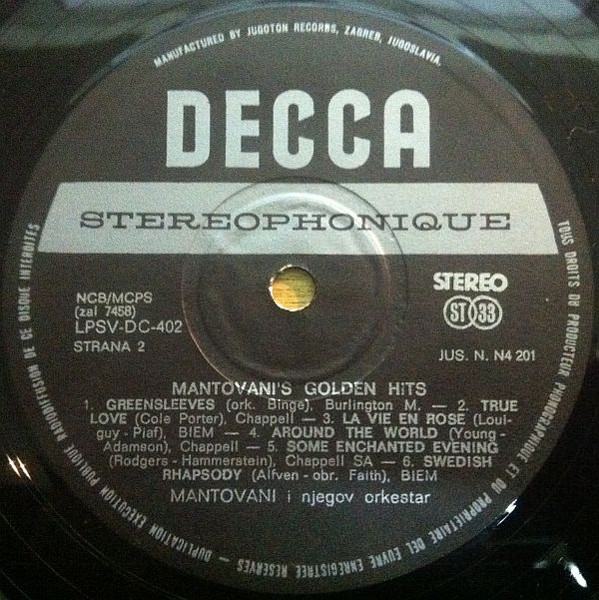 MANUFACTURED BY JUGOTON RECORDS, ZAGREB, JUGOSLAVIA.
DECCA
STEREOPHONIQUE
NCB/MCPS
(zal 7458)
LPSV-DC-402
STRANA 2
STEREO
ST 33
JUS. N. N4 201
MANTOVANI'S GOLDEN HITS
1. GREENSLEEVES (ork. Binge), Burlington M. — 2. TRUE
LOVE (Cole Porter), Chappell — 3. LA VIE EN ROSE (Loui-
guy - Piaf), BIEM — 4. AROUND THE WORLD (Young -
Adamson), Chappell — 5. SOME ENCHANTED EVENING
(Rodgers - Hammerstein), Chappell SA — 6. SWEDISH
RHAPSODY (Alfven - obr. Faith), BIEM
MANTOVANI i njegov orkestar
TOUS DROITS DU PRODUCTEUR PHONOGRAPHIQUE ET DU PROPRIETAIRE DE L'ŒUVRE ENREGISTREE RESERVES — DUPLICATION EXECUTION PUBLIQUE RADIODIFFUSION DE CE DISQUE INTERDITES